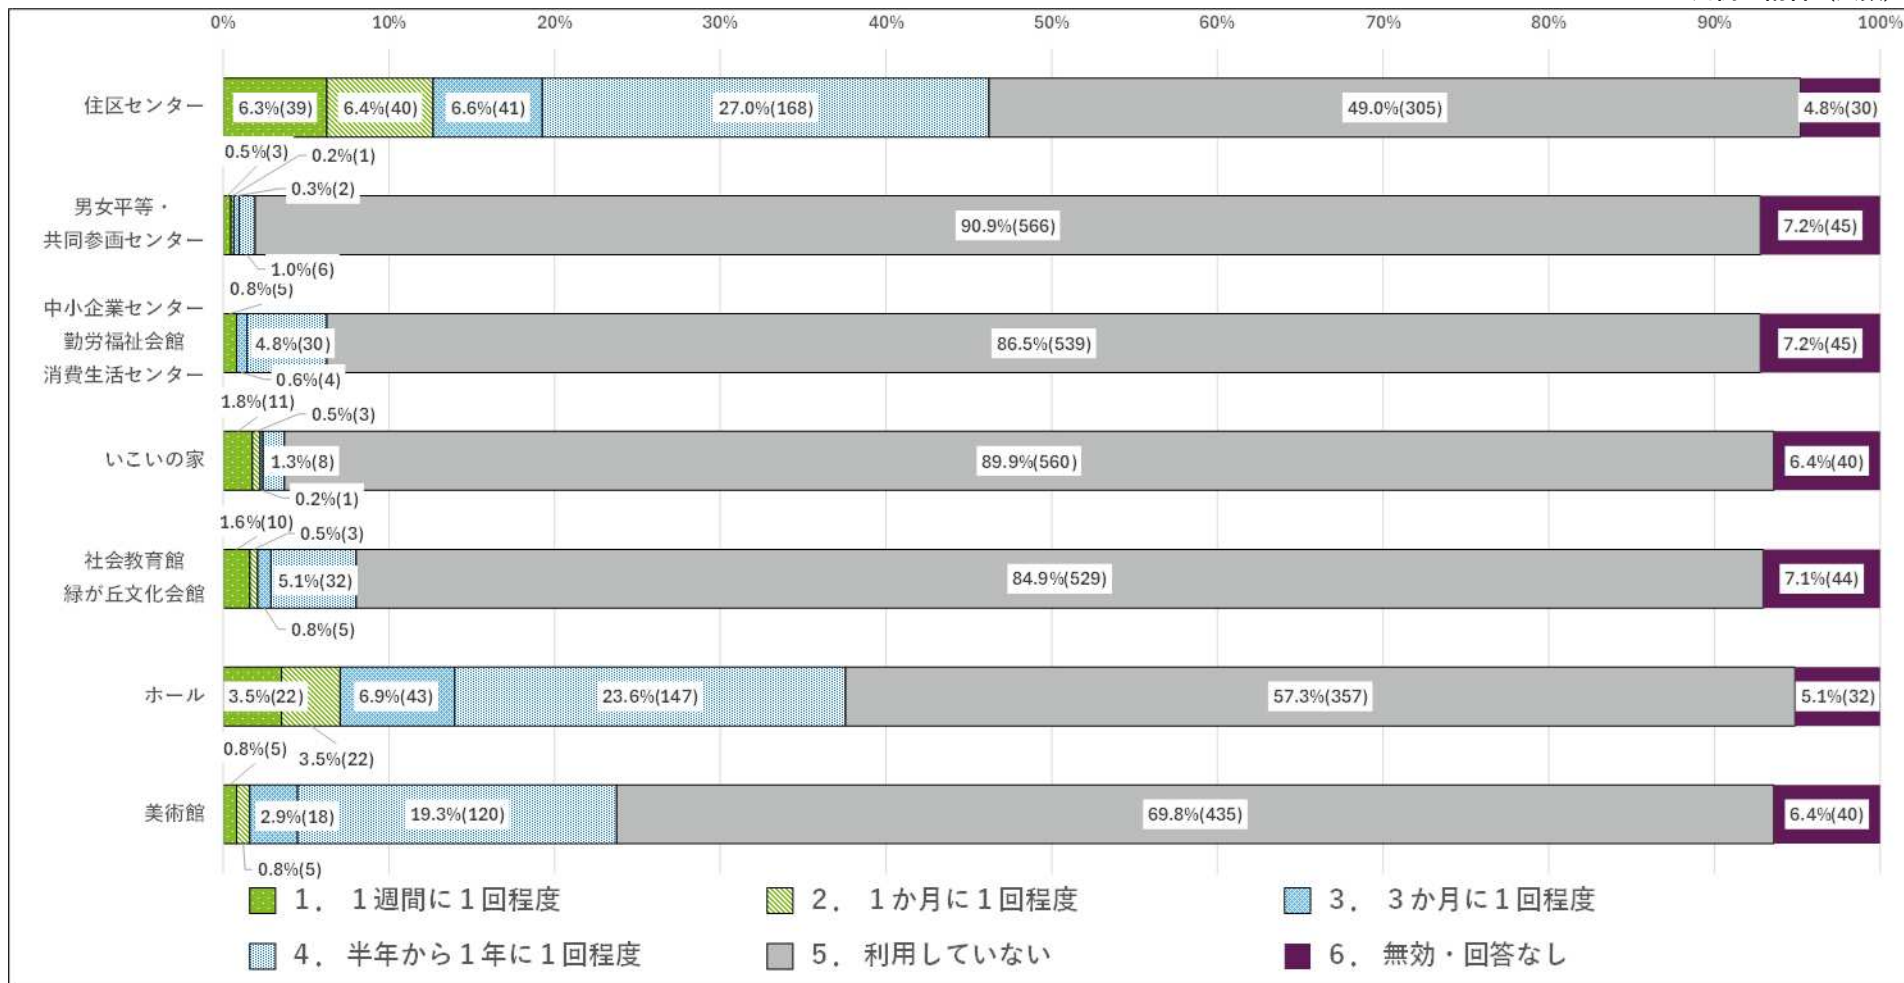 0% 10% 20% 30% 40% 50% 60% 70% 80% 90% 100%
住区センター
6.3%(39) 6.4%(40) 6.6%(41) 27.0%(168) 49.0%(305) 4.8%(30)
0.5%(3) 0.2%(1)
0.3%(2)
男女平等・
共同参画センター
90.9%(566) 7.2%(45)
1.0%(6)
0.8%(5)
中小企業センター
勤労福祉会館
消費生活センター
4.8%(30) 86.5%(539) 7.2%(45)
0.6%(4)
1.8%(11) 0.5%(3)
いこいの家
1.3%(8) 89.9%(560) 6.4%(40)
0.2%(1)
1.6%(10) 0.5%(3)
社会教育館
緑が丘文化会館
5.1%(32) 84.9%(529) 7.1%(44)
0.8%(5)
ホール
3.5%(22) 6.9%(43) 23.6%(147) 57.3%(357) 5.1%(32)
0.8%(5) 3.5%(22)
美術館
2.9%(18) 19.3%(120) 69.8%(435) 6.4%(40)
0.8%(5)
1． 1週間に1回程度 2． 1か月に1回程度 3． 3か月に1回程度
4． 半年から1年に1回程度 5． 利用していない 6． 無効・回答なし